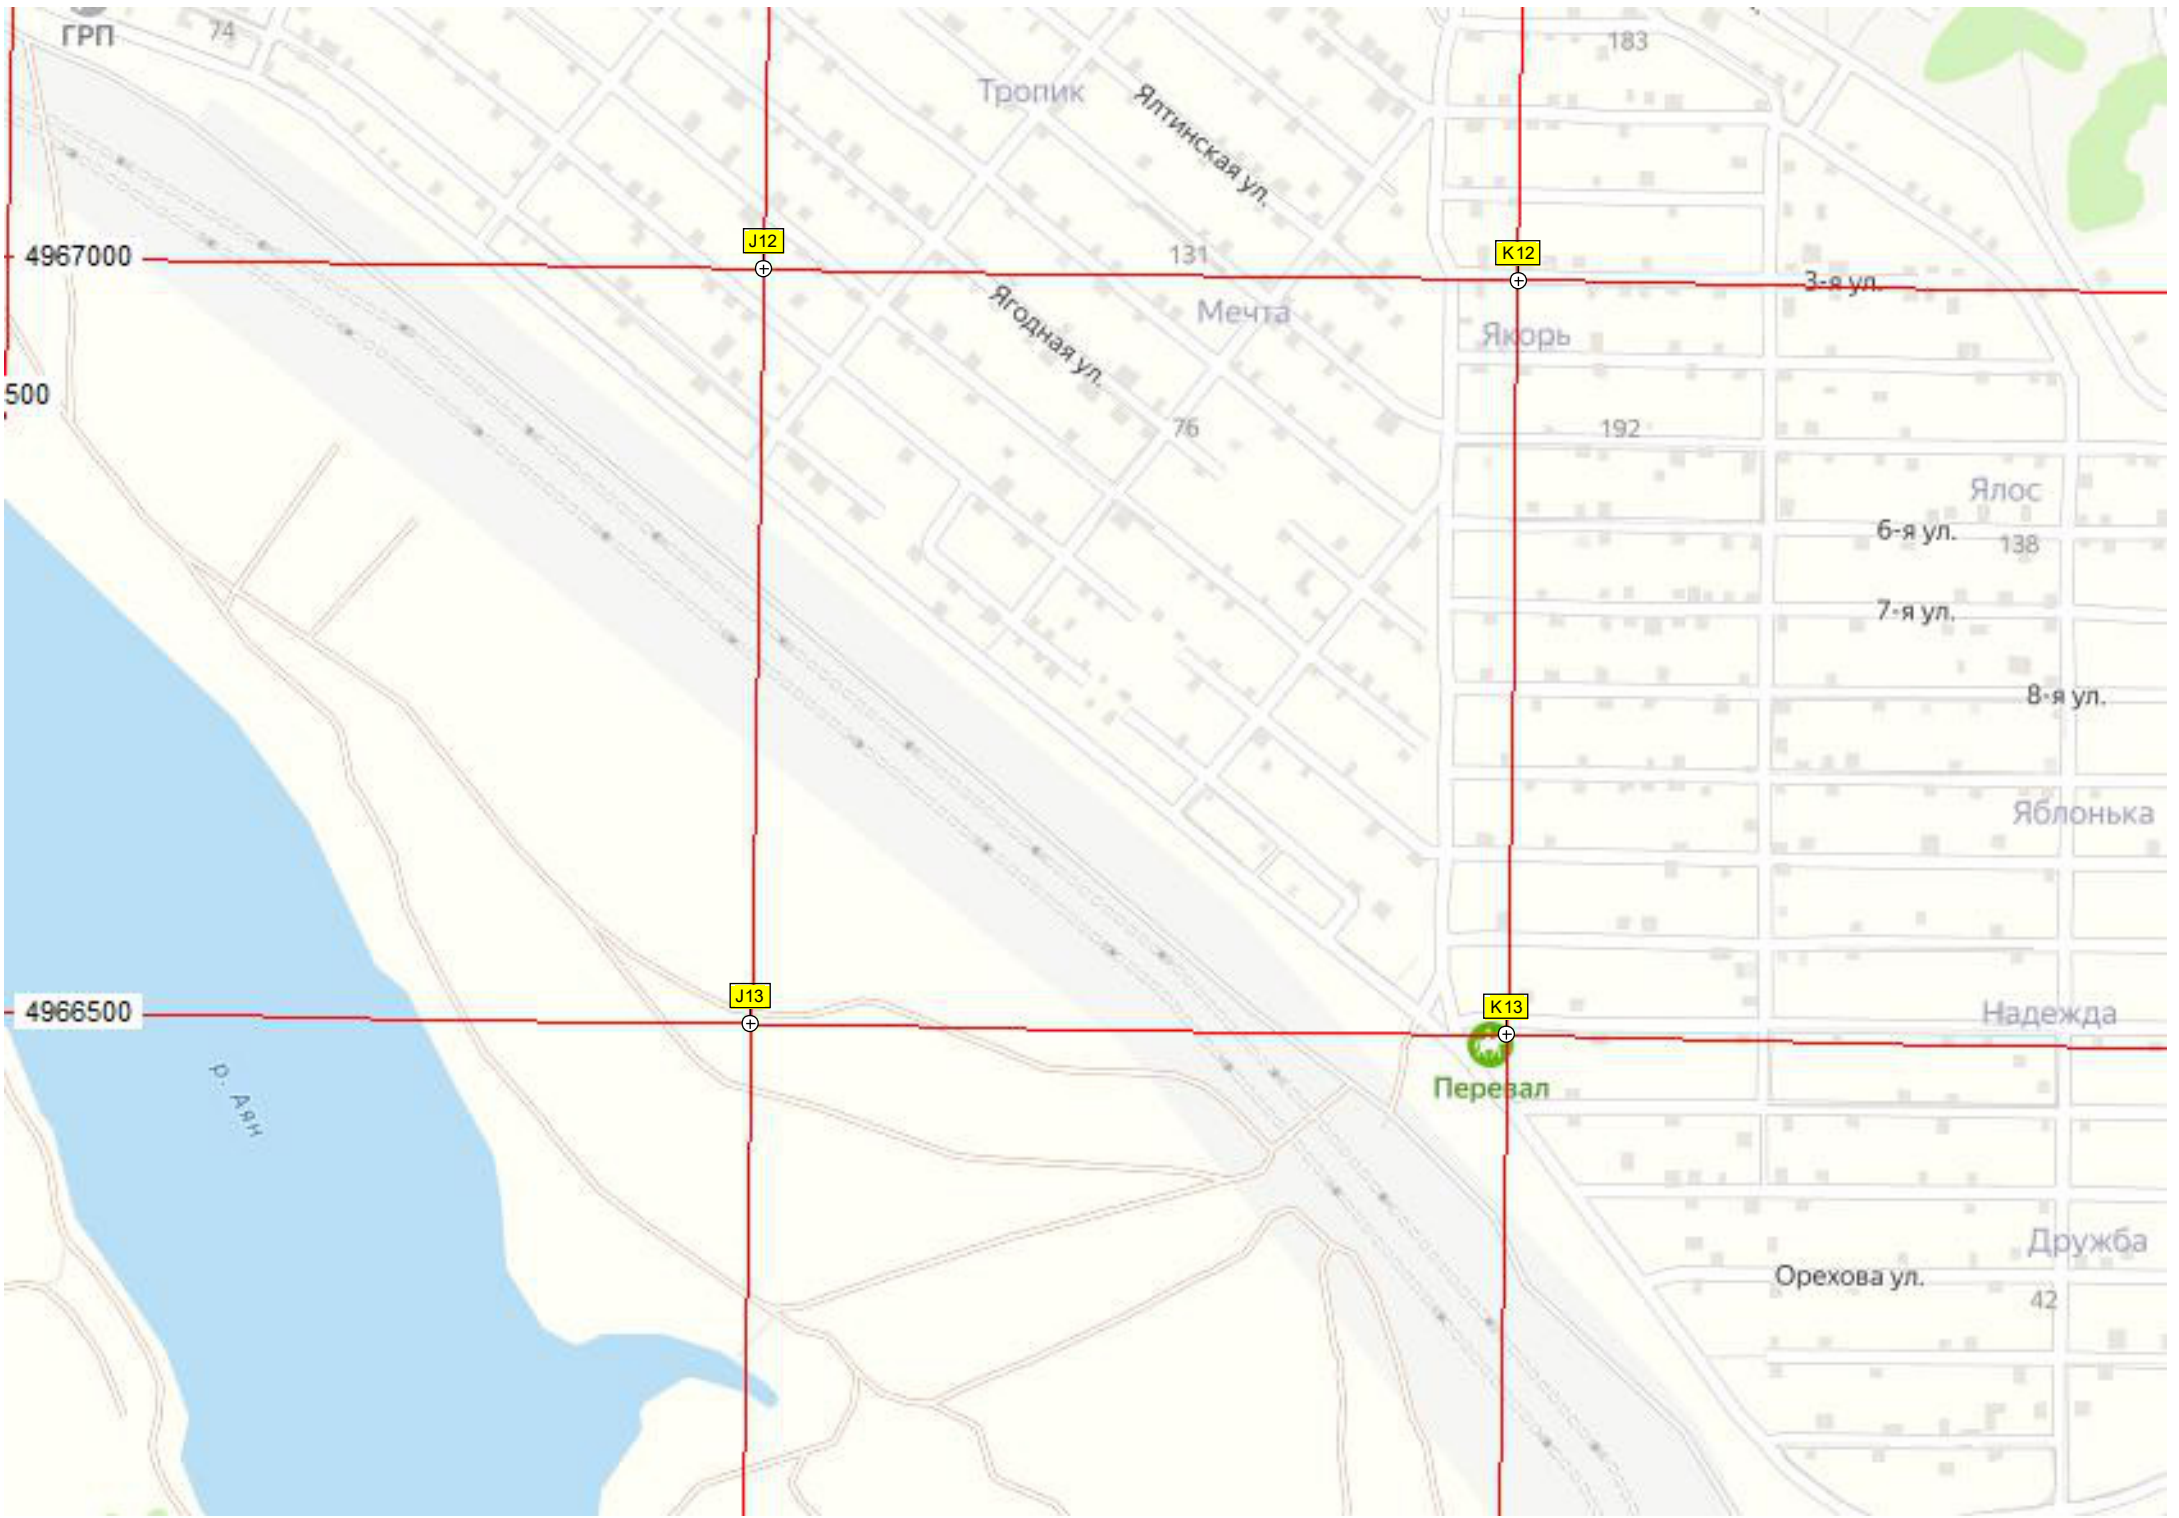 ГРП
74
183
Тропик
Ялтинская ул.
J12
K12
4967000
131
3-я ул.
Ягодная ул.
Мечта
Якорь
500
76
192
Ялос
6-я ул.
138
7-я ул.
8-я ул.
Яблонька
J13
K13
4966500
Надежда
р. Аян
Перевал
Дружба
Орехова ул.
42